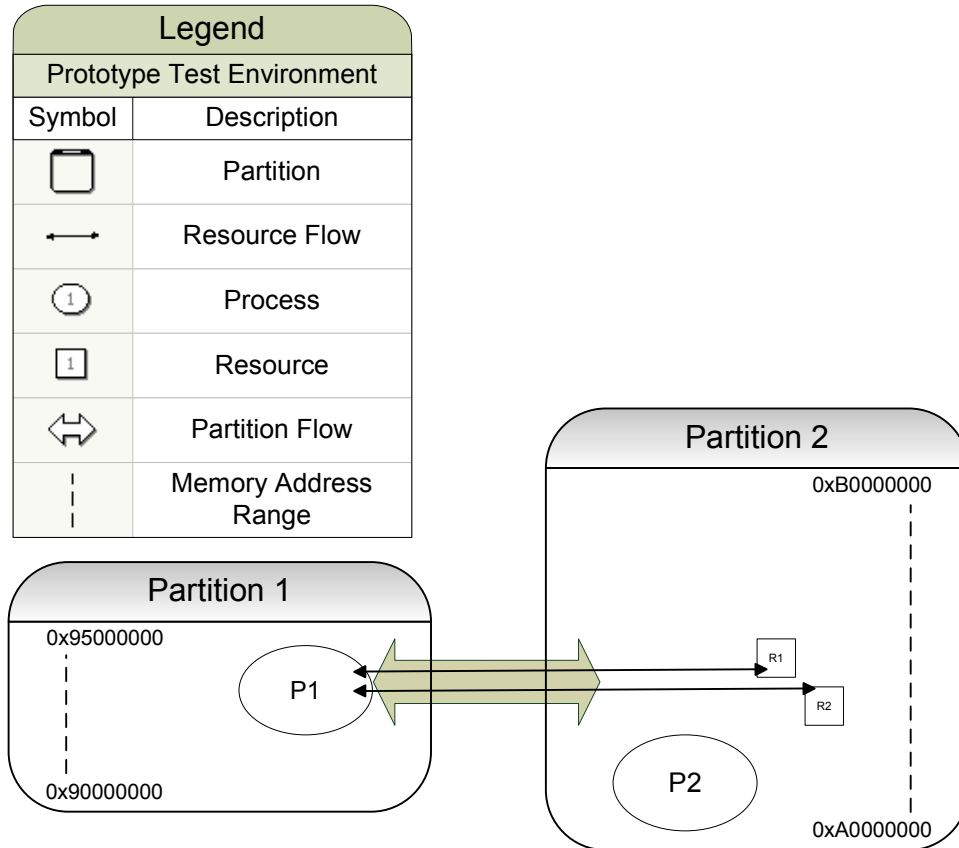 Legend
Prototype Test Environment
Symbol Description
Partition
Resource Flow
1 Process
1 Resource
Partition Flow
Memory Address
Range
Partition 1
0x95000000
P1
0x90000000
Partition 2
0xB0000000
R1
R2
P2
0xA0000000